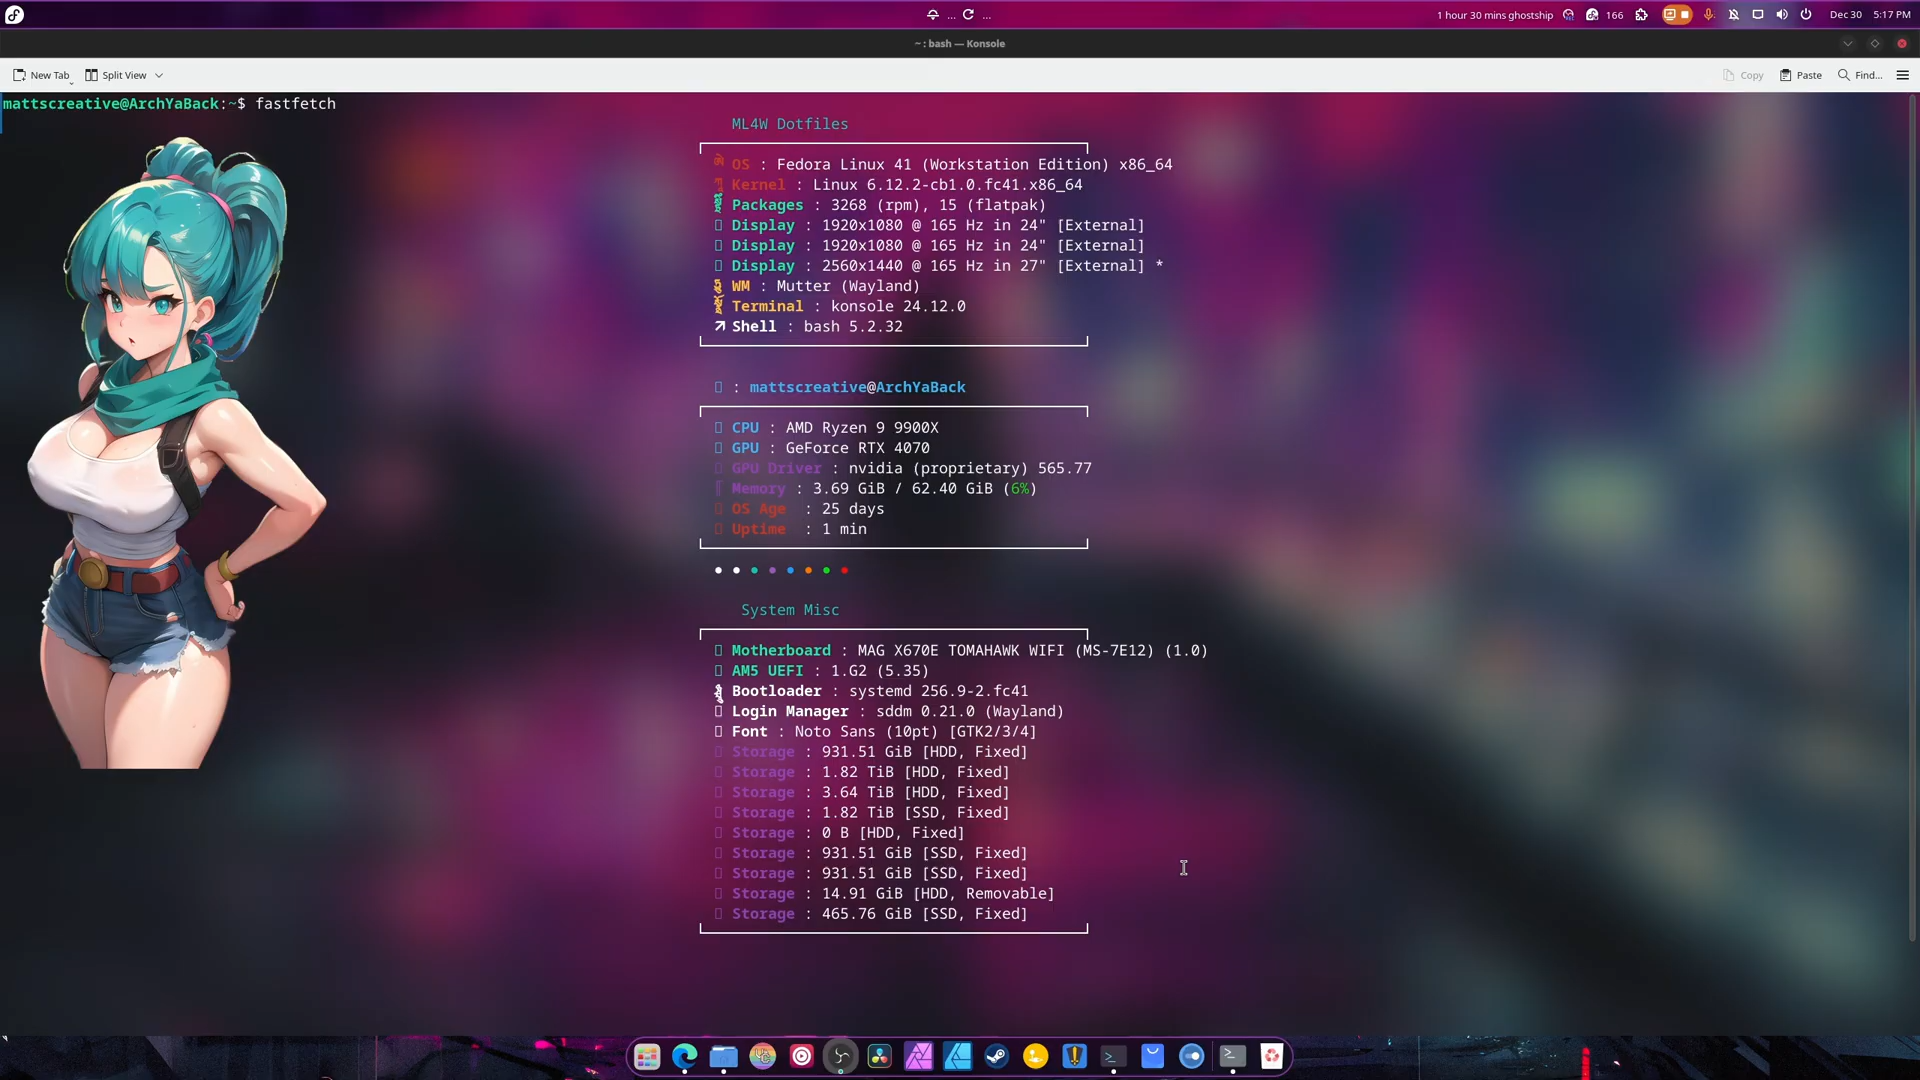 ... ...
1 hour 30 mins ghostship 166 Dec 30 5:17 PM
~ : bash — Konsole
New Tab Split View Copy Paste Find...
mattscreative@ArchYaBack:~$ fastfetch
ML4W Dotfiles
OS : Fedora Linux 41 (Workstation Edition) x86_64
Kernel : Linux 6.12.2-cb1.0.fc41.x86_64
Packages : 3268 (rpm), 15 (flatpak)
Display : 1920x1080 @ 165 Hz in 24" [External]
Display : 1920x1080 @ 165 Hz in 24" [External]
Display : 2560x1440 @ 165 Hz in 27" [External] *
WM : Mutter (Wayland)
Terminal : konsole 24.12.0
Shell : bash 5.2.32
: mattscreative@ArchYaBack
CPU : AMD Ryzen 9 9900X
GPU : GeForce RTX 4070
GPU Driver : nvidia (proprietary) 565.77
Memory : 3.69 GiB / 62.40 GiB (6%)
OS Age : 25 days
Uptime : 1 min
System Misc
Motherboard : MAG X670E TOMAHAWK WIFI (MS-7E12) (1.0)
AM5 UEFI : 1.G2 (5.35)
Bootloader : systemd 256.9-2.fc41
Login Manager : sddm 0.21.0 (Wayland)
Font : Noto Sans (10pt) [GTK2/3/4]
Storage : 931.51 GiB [HDD, Fixed]
Storage : 1.82 TiB [HDD, Fixed]
Storage : 3.64 TiB [HDD, Fixed]
Storage : 1.82 TiB [SSD, Fixed]
Storage : 0 B [HDD, Fixed]
Storage : 931.51 GiB [SSD, Fixed]
Storage : 931.51 GiB [SSD, Fixed]
Storage : 14.91 GiB [HDD, Removable]
Storage : 465.76 GiB [SSD, Fixed]